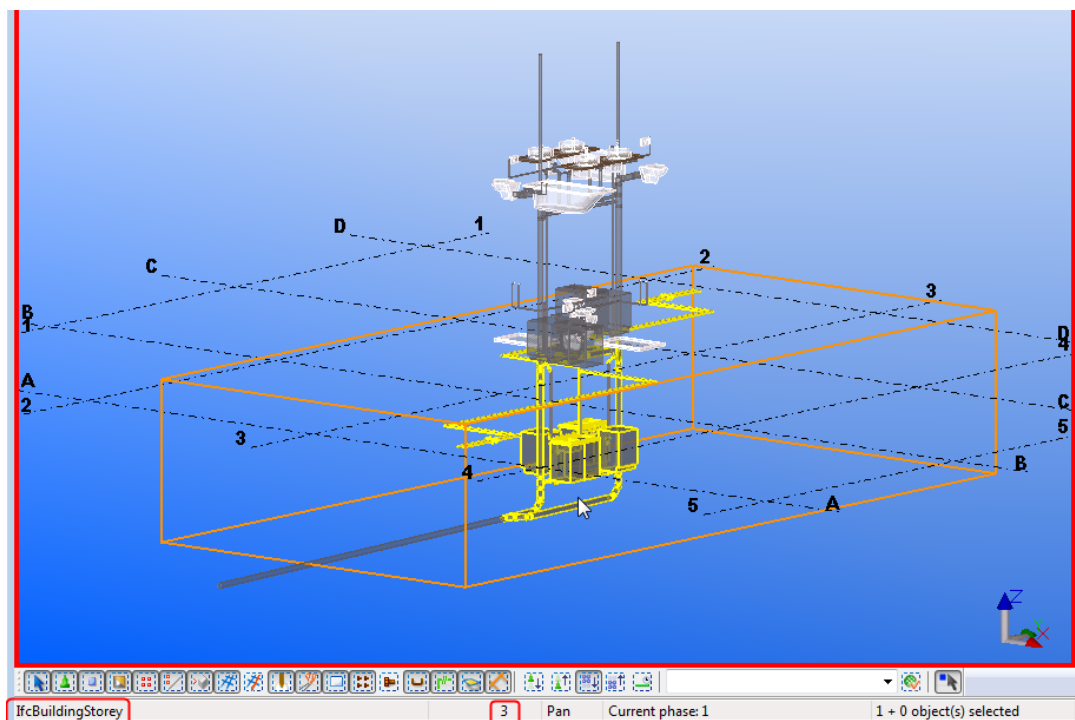 D
1
C
2
3
B
1
D
4
A
2
C
3
5
4
B
5
A
Z
Y
X
IfcBuildingStorey 3 Pan Current phase: 1 1 + 0 object(s) selected